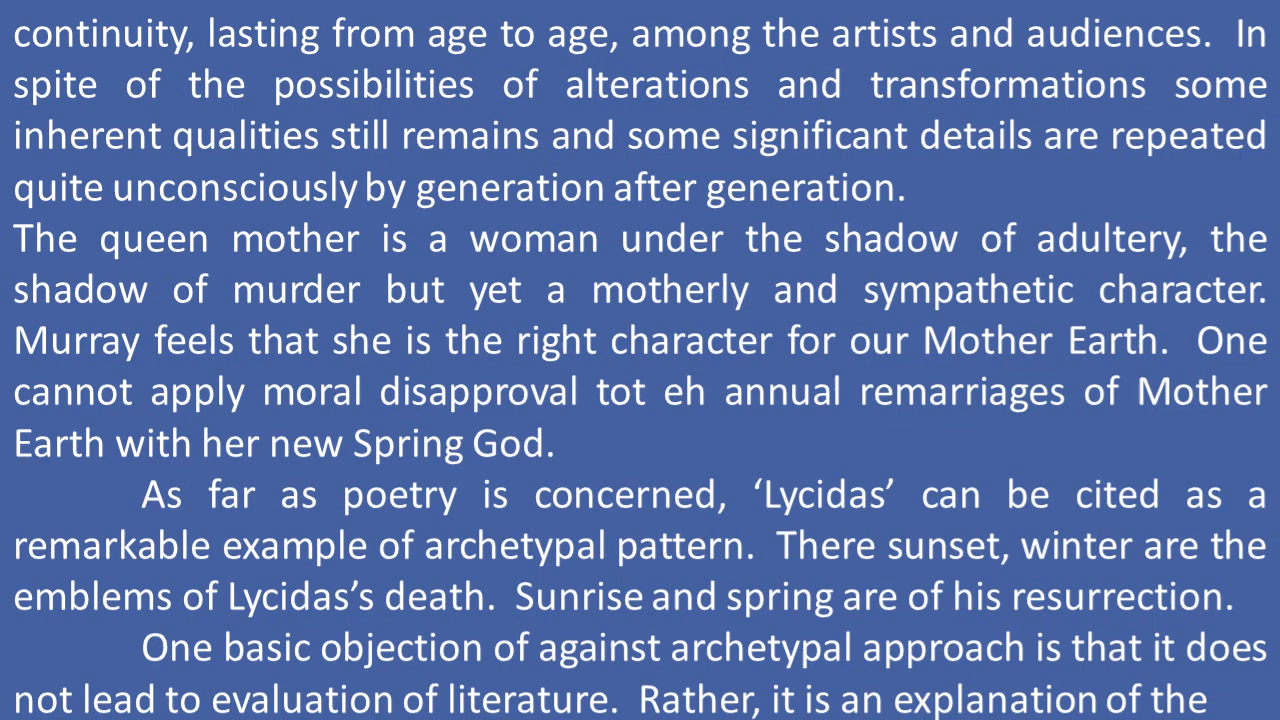 continuity, lasting from age to age, among the artists and audiences.  In
spite of the possibilities of alterations and transformations some
inherent qualities still remains and some significant details are repeated
quite unconsciously by generation after generation.
The queen mother is a woman under the shadow of adultery, the
shadow of murder but yet a motherly and sympathetic character.
Murray feels that she is the right character for our Mother Earth.  One
cannot apply moral disapproval tot eh annual remarriages of Mother
Earth with her new Spring God.
As far as poetry is concerned, ‘Lycidas’ can be cited as a
remarkable example of archetypal pattern.  There sunset, winter are the
emblems of Lycidas’s death.  Sunrise and spring are of his resurrection.
One basic objection of against archetypal approach is that it does
not lead to evaluation of literature.  Rather, it is an explanation of the